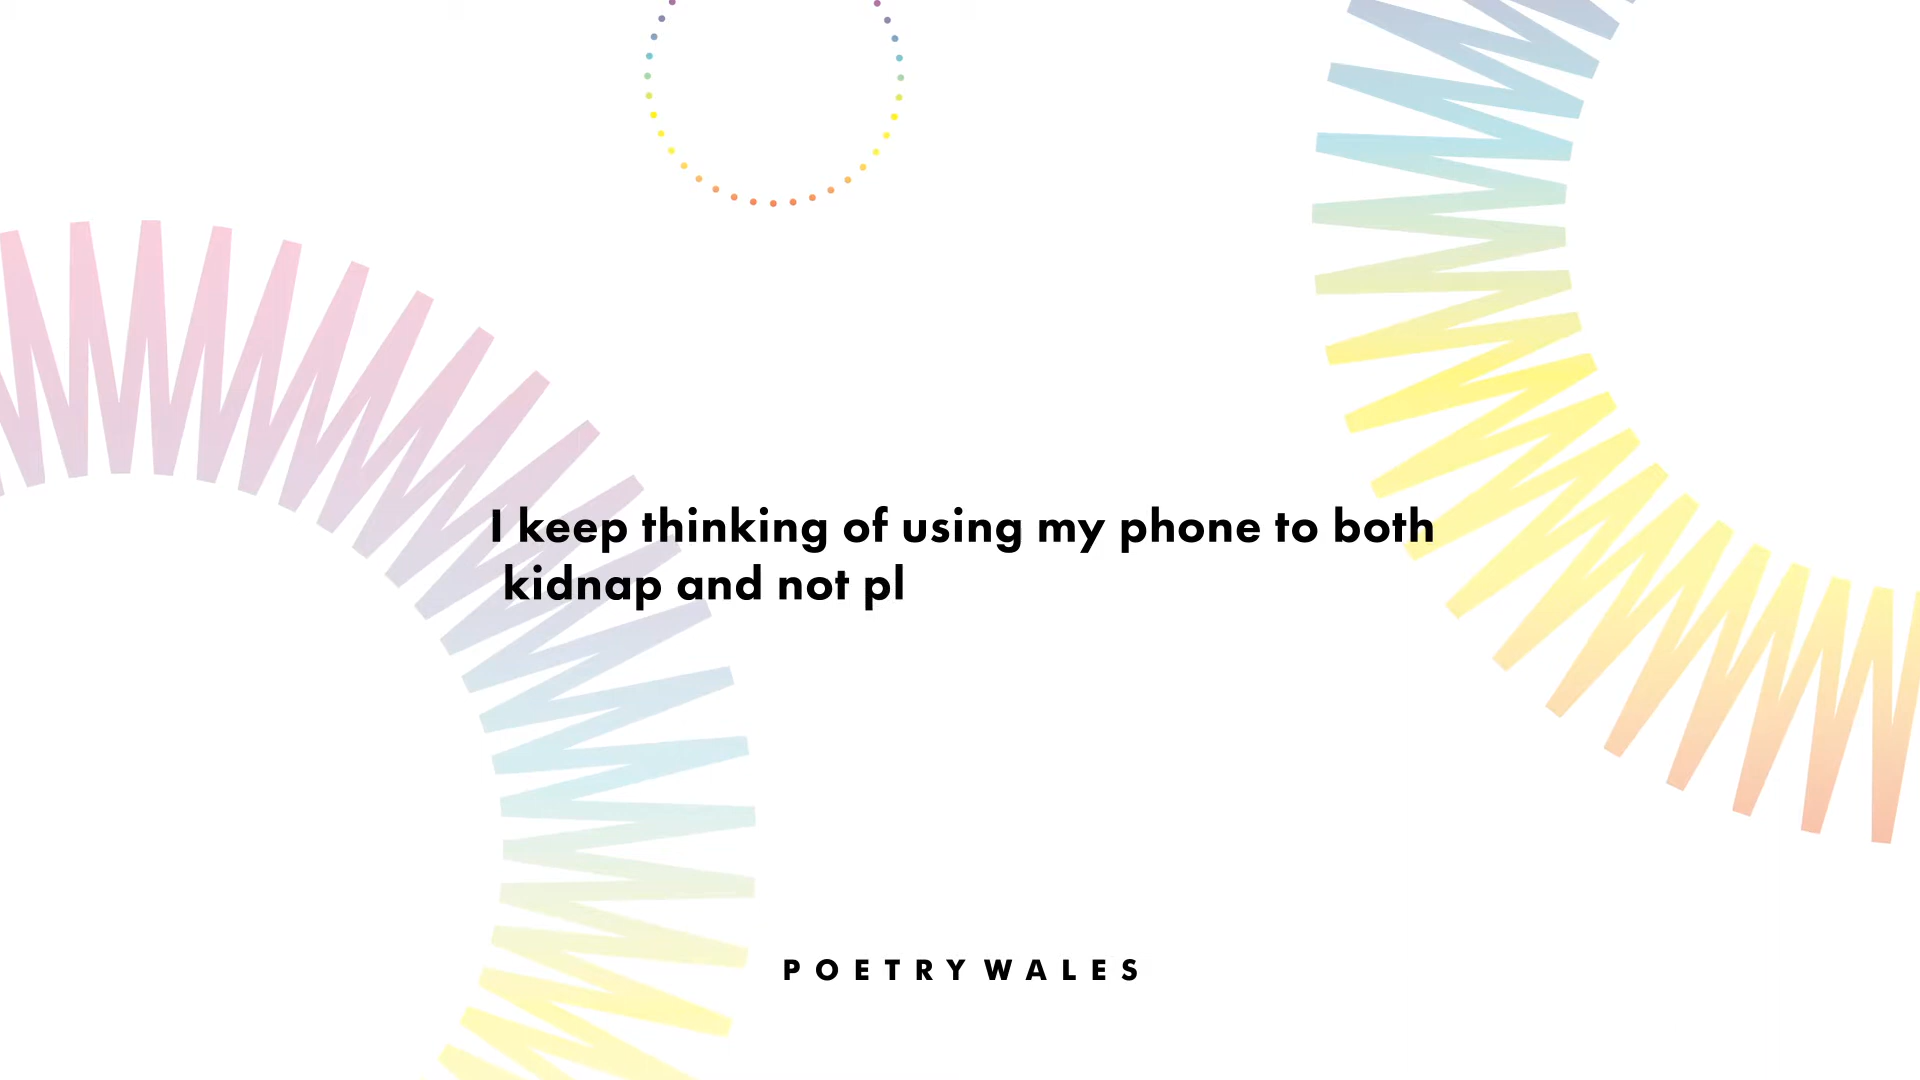 I keep thinking of using my phone to both
kidnap and not pl
POETRY WALES